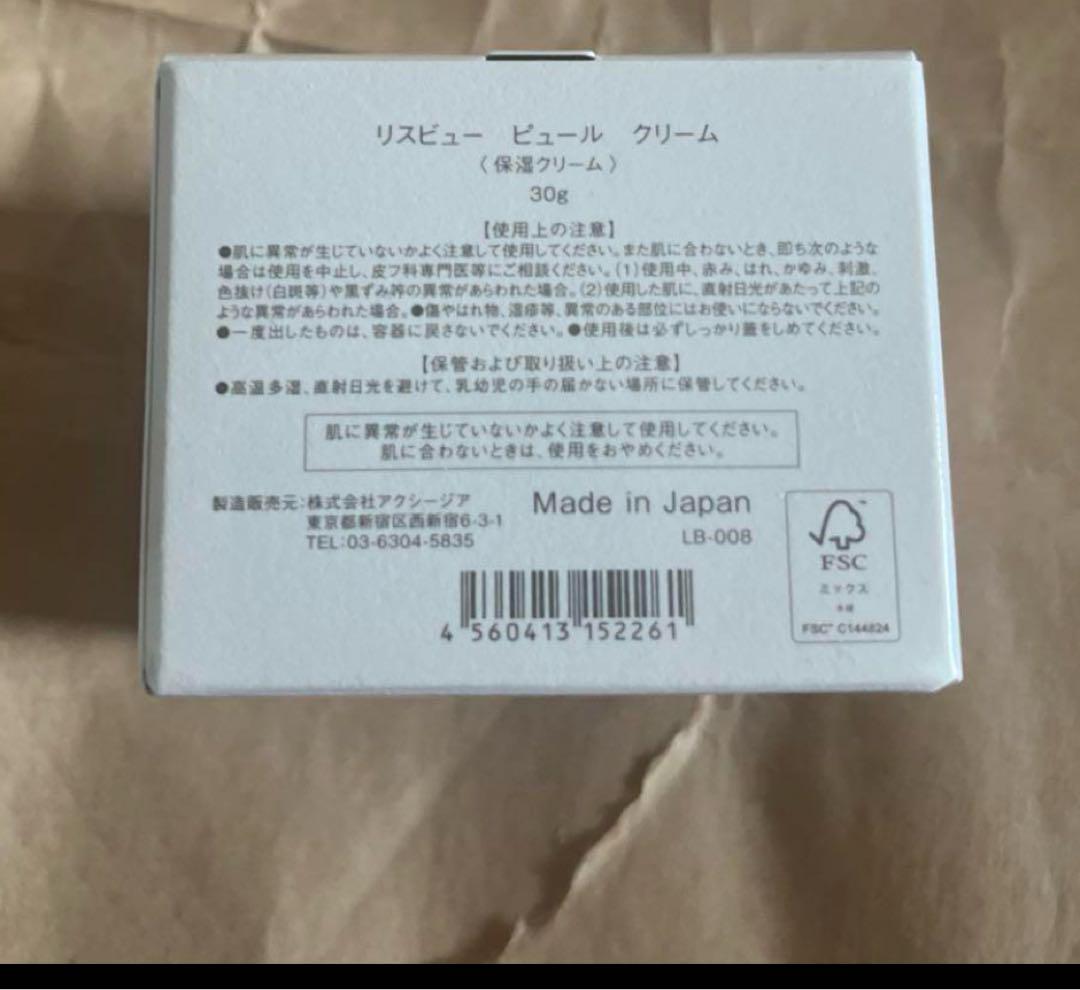 リスビュー ピュール クリーム
〈保湿クリーム〉
30g
【使用上の注意】
●肌に異常が生じていないかよく注意して使用してください。また肌に合わないとき、即ち次のような
場合は使用を中止し、皮フ科専門医等にご相談ください。(1)使用中、赤み、はれ、かゆみ、刺激、
色抜け(白斑等)や黒ずみ等の異常があらわれた場合。(2)使用した肌に、直射日光があたって上記の
ような異常があらわれた場合。●傷やはれ物、湿疹等、異常のある部位にはお使いにならないでください。
●一度出したものは、容器に戻さないでください。●使用後は必ずしっかり蓋をしめてください。
【保管および取り扱い上の注意】
●高温多湿、直射日光を避けて、乳幼児の手の届かない場所に保管してください。
肌に異常が生じていないかよく注意して使用してください。
肌に合わないときは、使用をおやめください。
製造販売元:株式会社アクシージア
東京都新宿区西新宿6-3-1
TEL:03-6304-5835
Made in Japan
LB-008
4 560413 152261
FSC
ミックス
FSC™ C144824